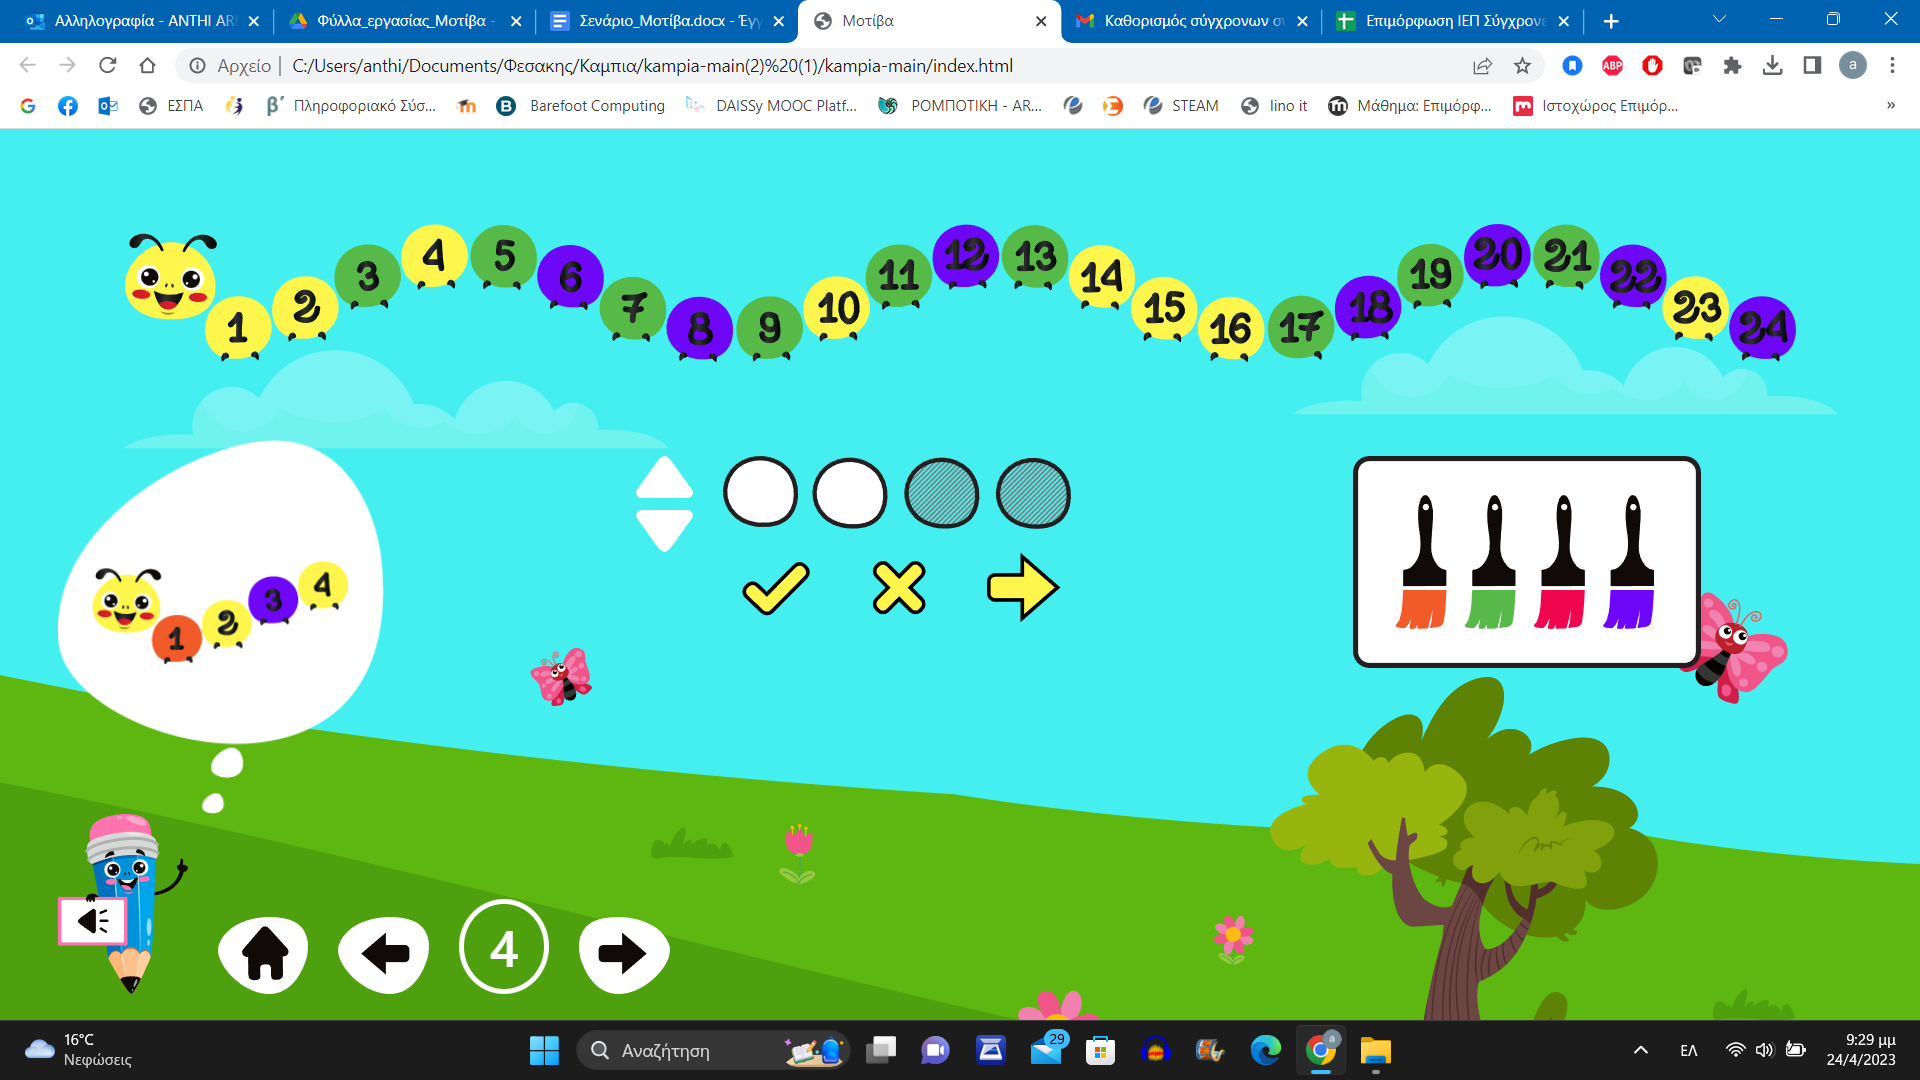 Αλληλογραφία - ANTHI AR
Φύλλα_εργασίας_Μοτίβα -
Σενάριο_Μοτίβα.docx - Έγγ
Μοτίβα
Καθορισμός σύγχρονων συ
Επιμόρφωση ΙΕΠ Σύγχρονε
Αρχείο | C:/Users/anthi/Documents/Φεσακης/Καμπια/kampia-main(2)%20(1)/kampia-main/index.html
ABP
a
ΕΣΠΑ
Πληροφοριακό Σύσ...
Barefoot Computing
DAISSy MOOC Platf...
ΡΟΜΠΟΤΙΚΗ - AR...
STEAM
lino it
Μάθημα: Επιμόρφ...
Ιστοχώρος Επιμόρ...
»
1 2 3 4 5 6 7 8 9 10 11 12 13 14 15 16 17 18 19 20 21 22 23 24
1 2 3 4
4
16°C
Νεφώσεις
Αναζήτηση
29
ΕΛ
9:29 μμ
24/4/2023